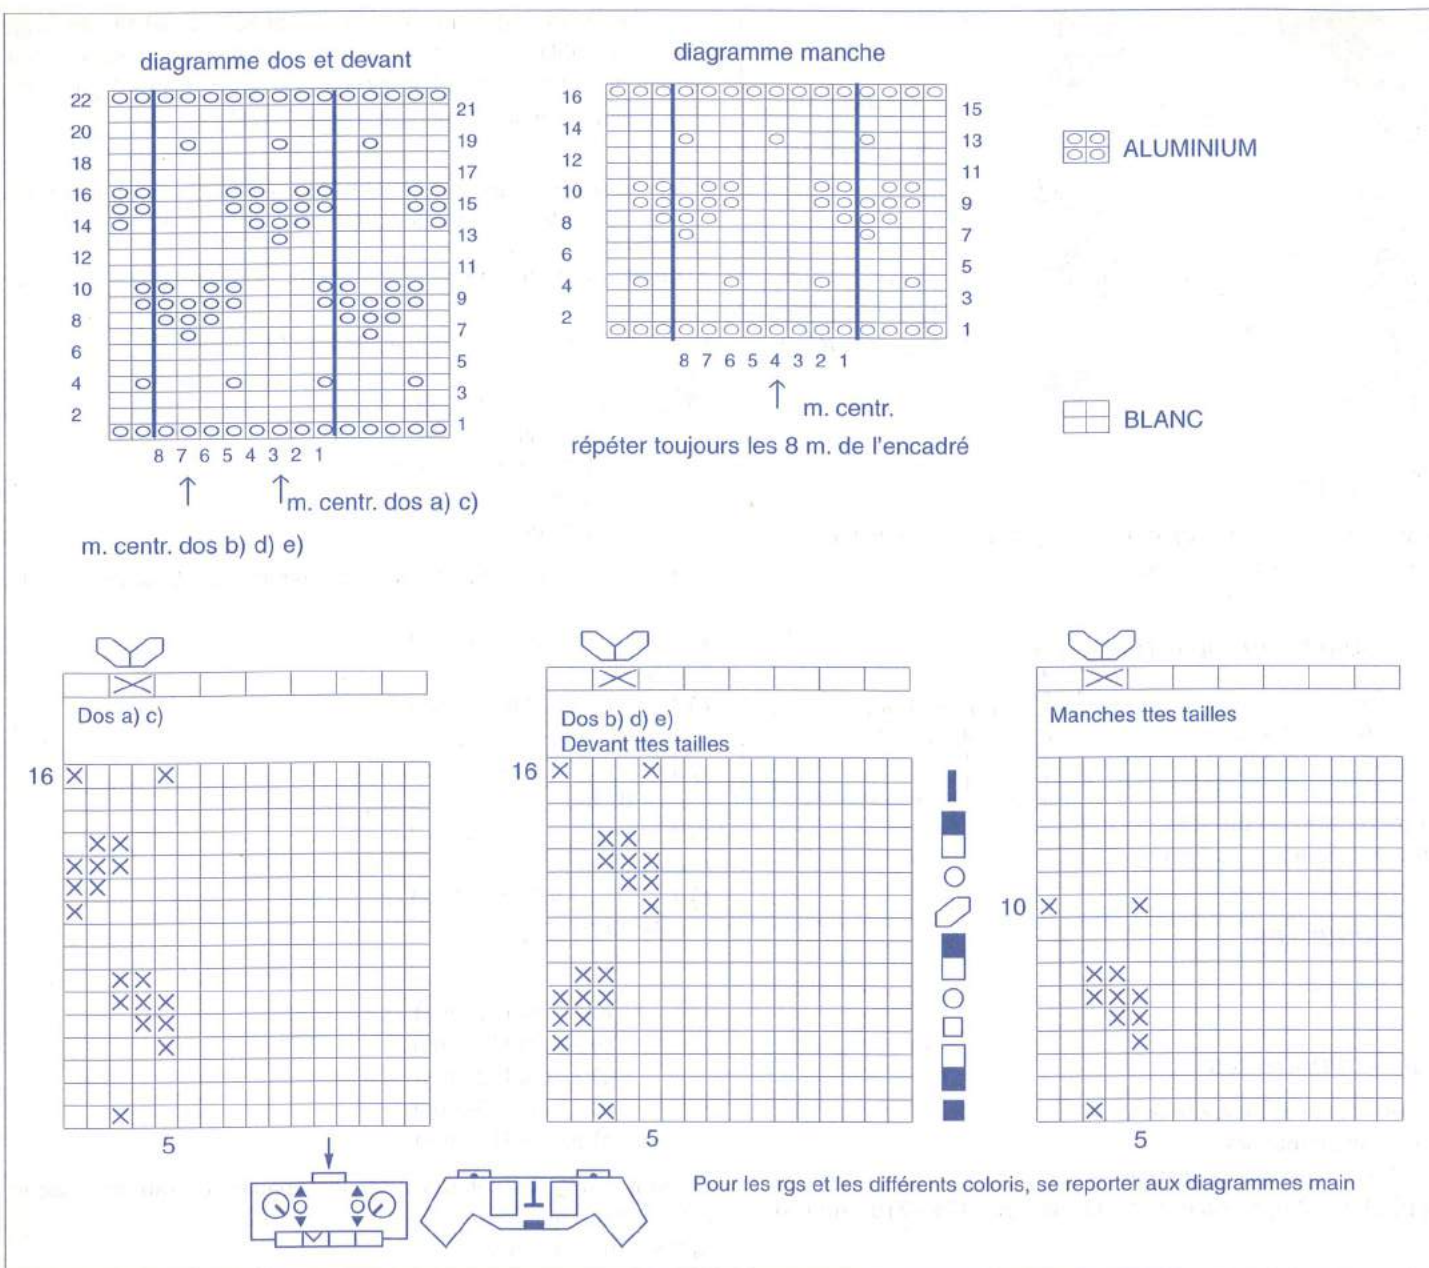 diagramme dos et devant
22
20
18
16
14
12
10
8
6
4
2
21
19
17
15
13
11
9
7
5
3
1
8 7 6 5 4 3 2 1
m. centr. dos a) c)
m. centr. dos b) d) e)
diagramme manche
16
14
12
10
8
6
4
2
15
13
11
9
7
5
3
1
8 7 6 5 4 3 2 1
m. centr.
répéter toujours les 8 m. de l'encadré
ALUMINIUM
BLANC
Dos a) c)
16
5
Dos b) d) e)
Devant ttes tailles
16
5
Manches ttes tailles
10
5
Pour les rgs et les différents coloris, se reporter aux diagrammes main